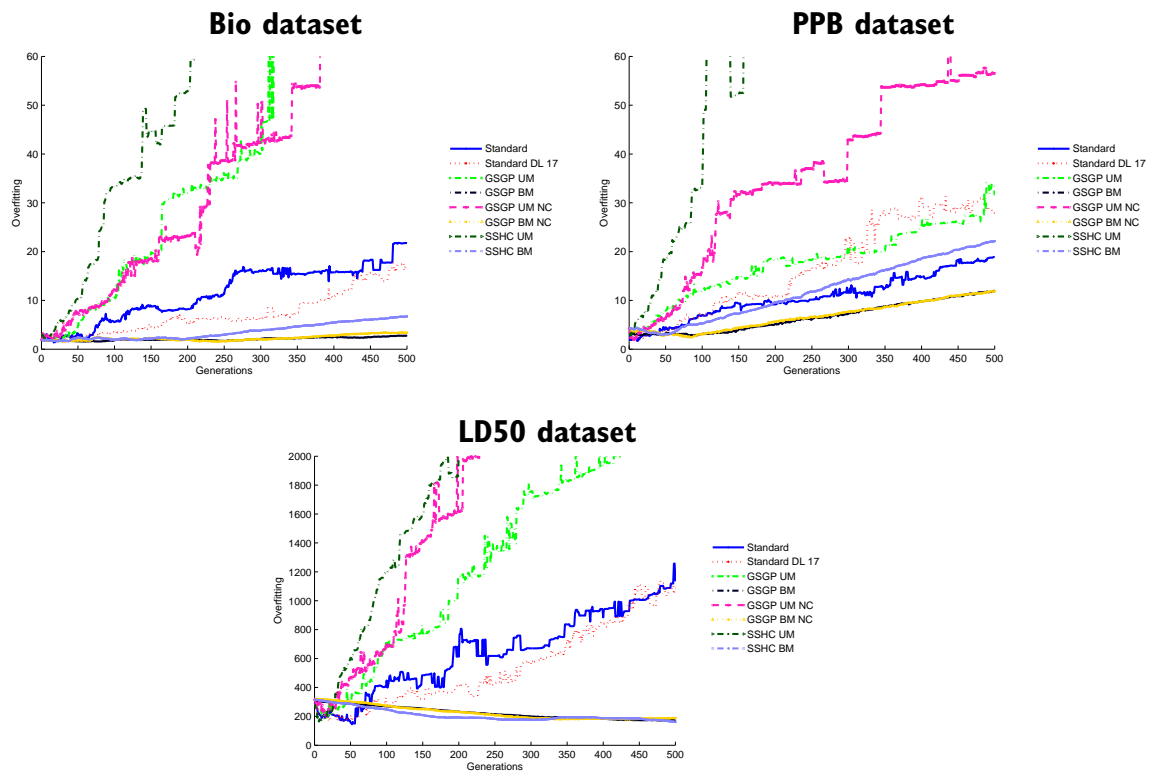 Bio dataset
60
50
40
30
20
10
0
Overfitting
0 50 100 150 200 250 300 350 400 450 500
Generations
Standard
Standard DL 17
GSGP UM
GSGP BM
GSGP UM NC
GSGP BM NC
SSHC UM
SSHC BM
PPB dataset
60
50
40
30
20
10
0
Overfitting
0 50 100 150 200 250 300 350 400 450 500
Generations
Standard
Standard DL 17
GSGP UM
GSGP BM
GSGP UM NC
GSGP BM NC
SSHC UM
SSHC BM
LD50 dataset
2000
1800
1600
1400
1200
1000
800
600
400
200
0
Overfitting
0 50 100 150 200 250 300 350 400 450 500
Generations
Standard
Standard DL 17
GSGP UM
GSGP BM
GSGP UM NC
GSGP BM NC
SSHC UM
SSHC BM